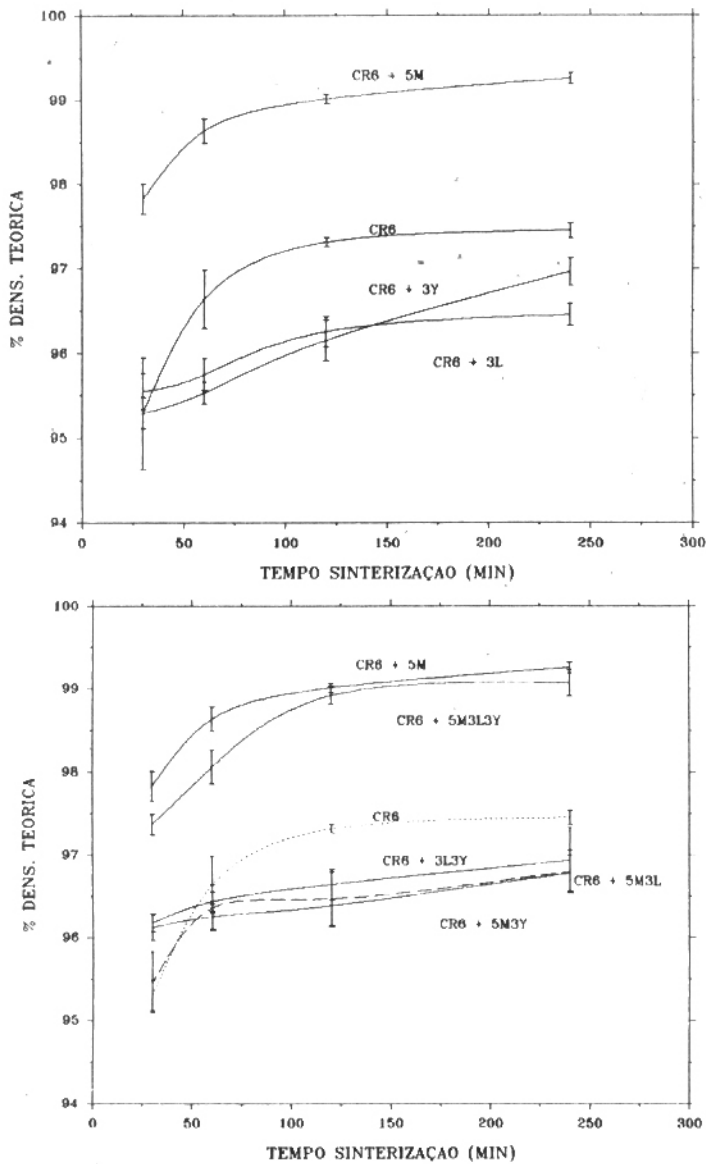 100
99
98
97
96
95
94
% DENS. TEORICA
CR6 + 5M
CR6
CR6 + 3Y
CR6 + 3L
0 50 100 150 200 250 300
TEMPO SINTERIZAÇAO (MIN)
100
99
98
97
96
95
94
% DENS. TEORICA
CR6 + 5M
CR6 + 5M3L3Y
CR6
CR6 + 3L3Y
CR6 + 5M3L
CR6 + 5M3Y
0 50 100 150 200 250 300
TEMPO SINTERIZAÇAO (MIN)